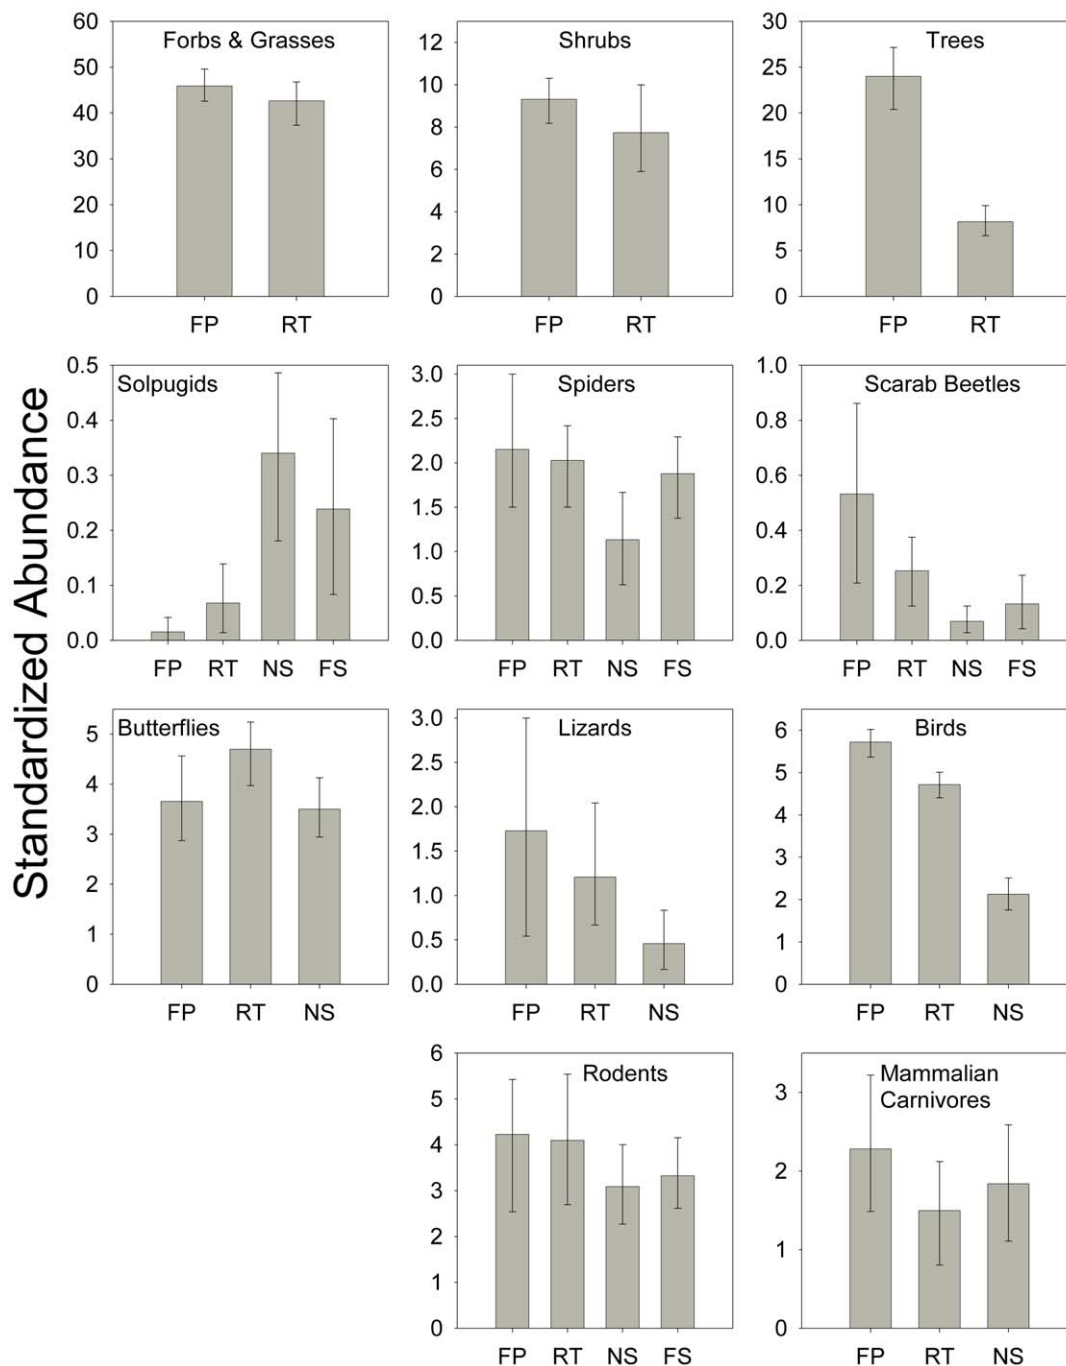 Standardized Abundance
Forbs & Grasses
60
50
40
30
20
10
0
FP RT
Shrubs
12
10
8
6
4
2
0
FP RT
Trees
30
25
20
15
10
5
0
FP RT
Solpugids
0.5
0.4
0.3
0.2
0.1
0.0
FP RT NS FS
Spiders
3.0
2.5
2.0
1.5
1.0
0.5
0.0
FP RT NS FS
Scarab Beetles
1.0
0.8
0.6
0.4
0.2
0.0
FP RT NS FS
Butterflies
5
4
3
2
1
0
FP RT NS
Lizards
3.0
2.0
1.5
1.0
0.5
0.0
FP RT NS
Birds
6
5
4
3
2
1
0
FP RT NS
Rodents
6
5
4
3
2
1
0
FP RT NS FS
Mammalian
Carnivores
3
2
1
0
FP RT NS